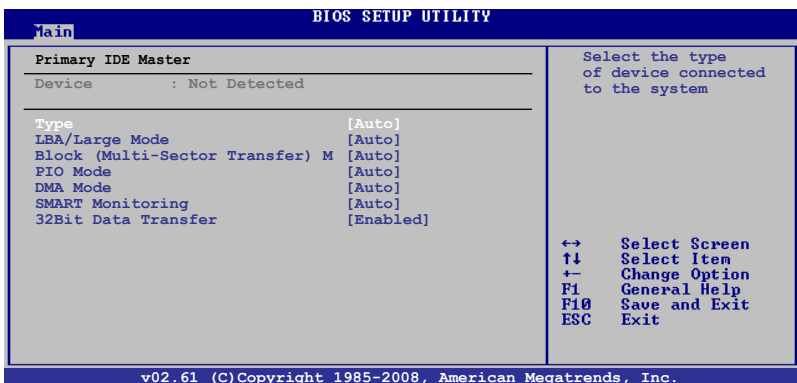 BIOS SETUP UTILITY
Main
Primary IDE Master
Device : Not Detected
Type [Auto]
LBA/Large Mode [Auto]
Block (Multi-Sector Transfer) M [Auto]
PIO Mode [Auto]
DMA Mode [Auto]
SMART Monitoring [Auto]
32Bit Data Transfer [Enabled]
Select the type
of device connected
to the system
←→ Select Screen
↑↓ Select Item
+- Change Option
F1 General Help
F10 Save and Exit
ESC Exit
v02.61 (C)Copyright 1985-2008, American Megatrends, Inc.